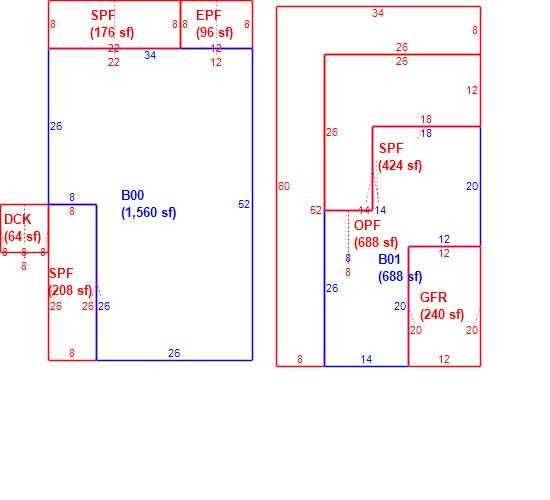 SPF
(176 sf)
8
8
8
EPF
(96 sf)
8
22
12
34
22
12
26
52
8
8
B00
(1,560 sf)
DCK
(64 sf)
8
8
8
8
SPF
(208 sf)
26
26
26
8
26
34
8
26
26
12
18
18
26
SPF
(424 sf)
60
20
52
14
14
OPF
(688 sf)
8
8
B01
(688 sf)
12
12
26
20
GFR
(240 sf)
20
20
8
14
12